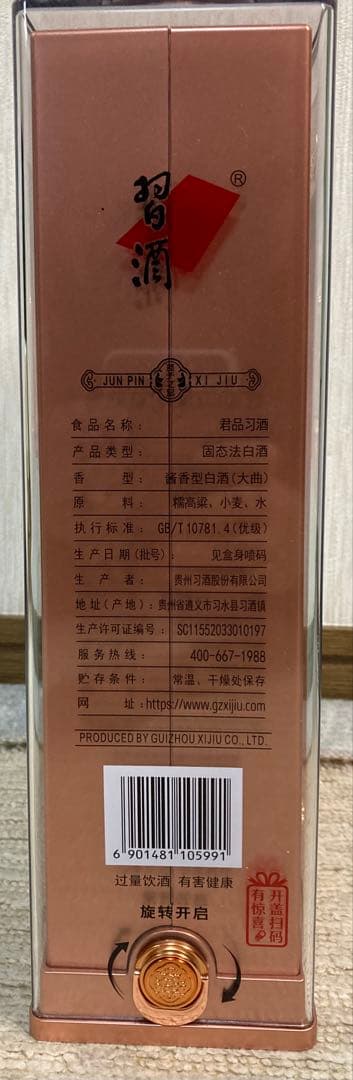 習酒®
JUN PIN XI JIU
食品名称： 君品习酒
产品类型： 固态法白酒
香型： 酱香型白酒(大曲)
原料： 糯高粱、小麦、水
执行标准： GB/T 10781.4(优级)
生产日期(批号)： 见盒身喷码
生产者： 贵州习酒股份有限公司
地址(产地)： 贵州省遵义市习水县习酒镇
生产许可证编号： SC11552033010197
服务热线： 400-667-1988
贮存条件： 常温、干燥处保存
网址：https://www.gzxijiu.com
PRODUCED BY GUIZHOU XIJIU CO., LTD.
6 901481 105991
过量饮酒 有害健康
开盖扫码
有惊喜
旋转开启